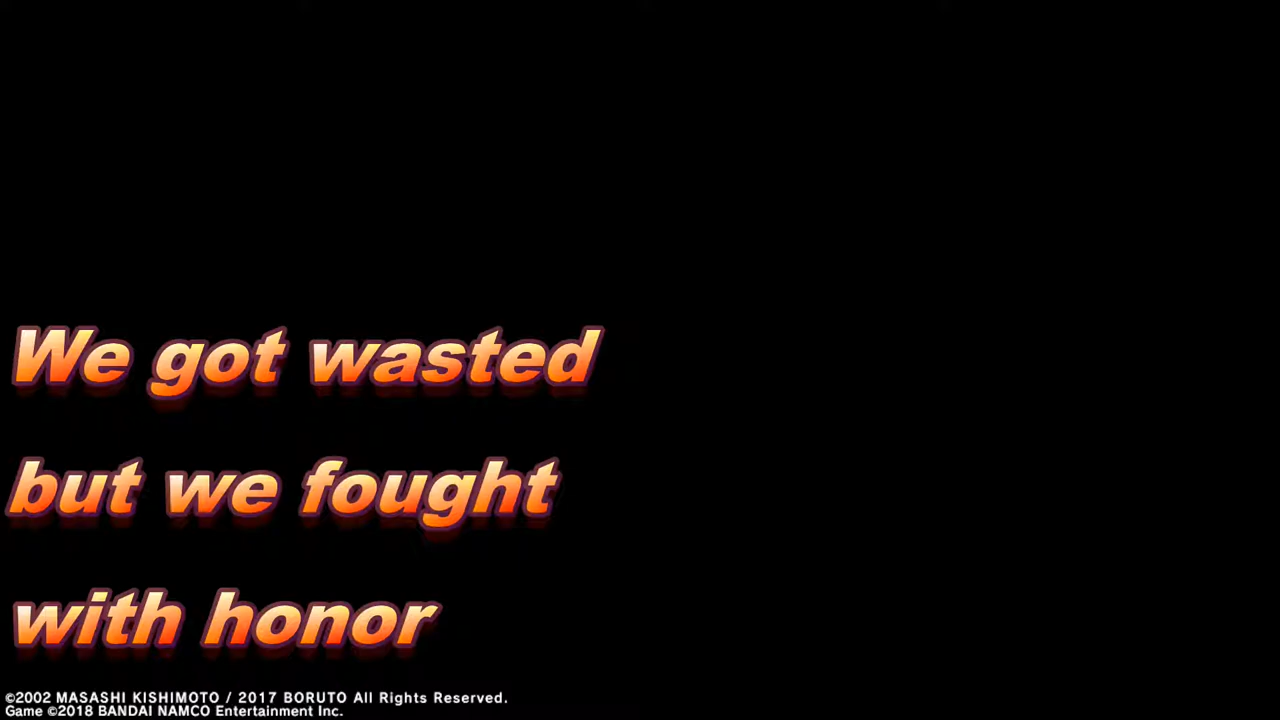 We got wasted
but we fought
with honor
©2002 MASASHI KISHIMOTO / 2017 BORUTO All Rights Reserved.
Game ©2018 BANDAI NAMCO Entertainment Inc.